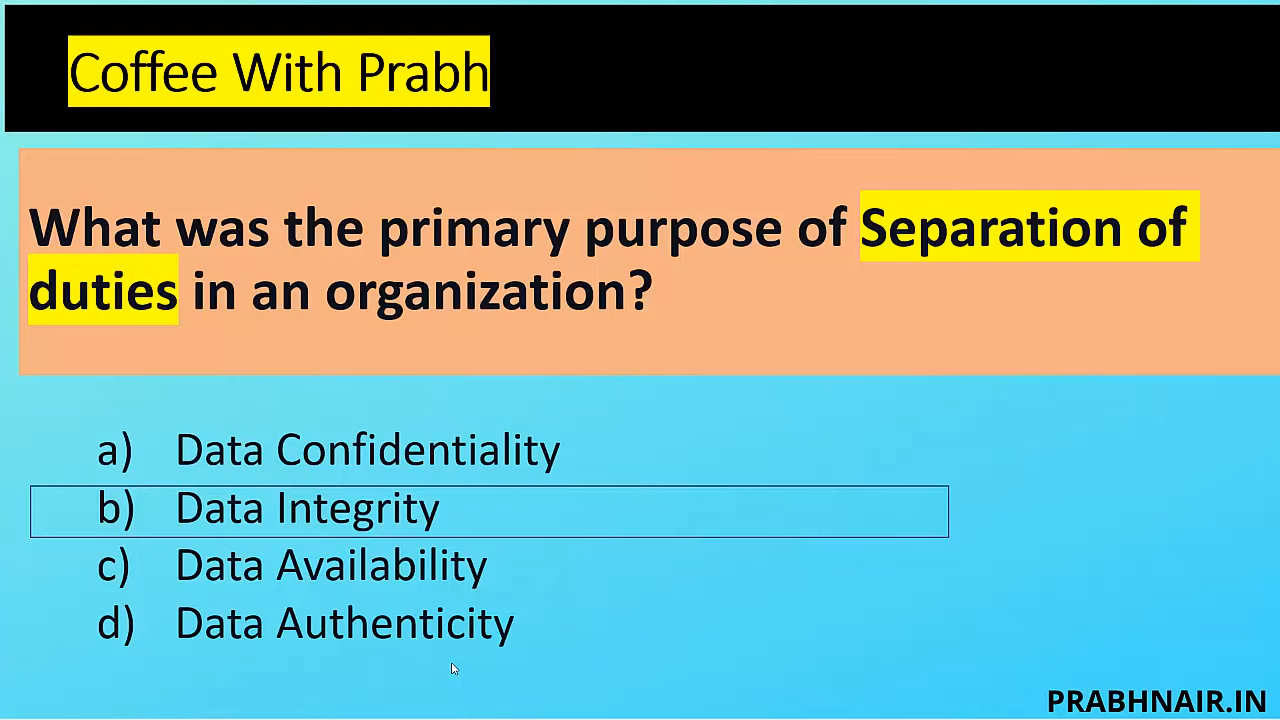 Coffee With Prabh
What was the primary purpose of Separation of
duties in an organization?
a) Data Confidentiality
b) Data Integrity
c) Data Availability
d) Data Authenticity
PRABHNAIR.IN